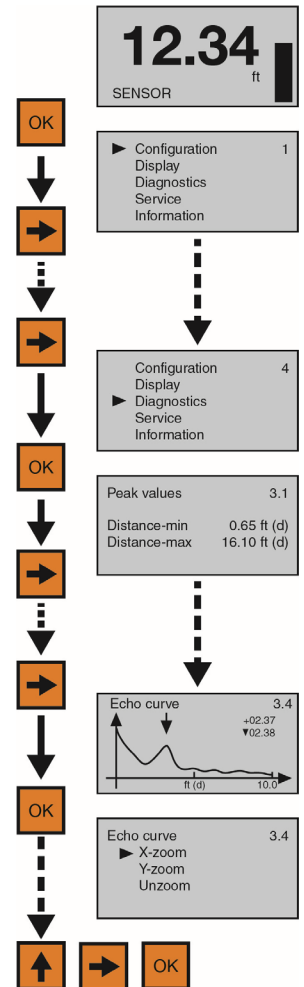 12.34
ft
SENSOR
OK
Configuration 1
Display
Diagnostics
Service
Information
Configuration 4
Display
Diagnostics
Service
Information
OK
Peak values 3.1
Distance-min 0.65 ft (d)
Distance-max 16.10 ft (d)
Echo curve 3.4
+02.37
▼02.38
ft (d) 10.0
OK
Echo curve 3.4
X-zoom
Y-zoom
Unzoom
OK